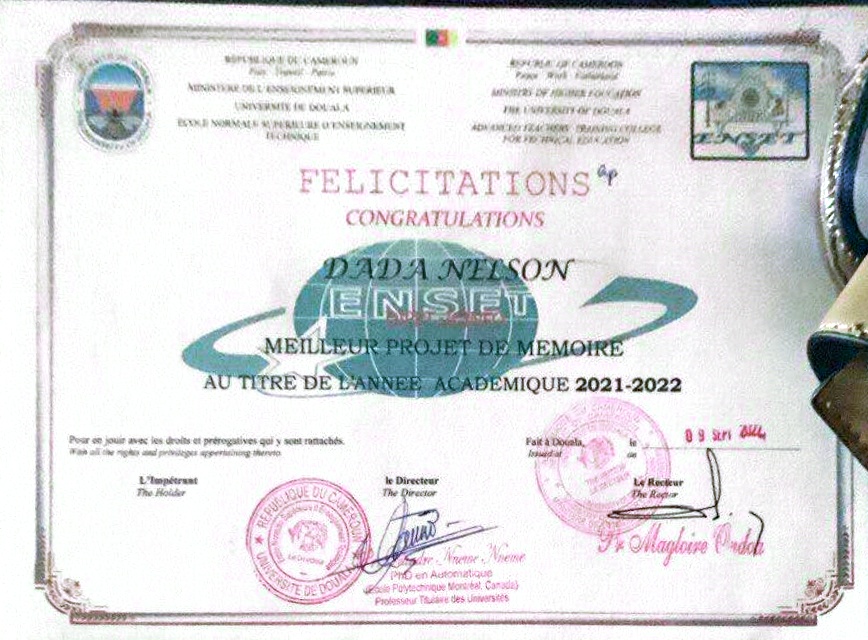 REPUBLIQUE DU CAMEROUN
Paix - Travail - Patrie
MINISTERE DE L'ENSEIGNEMENT SUPERIEUR
UNIVERSITE DE DOUALA
ECOLE NORMALE SUPERIEURE D'ENSEIGNEMENT
TECHNIQUE
REPUBLIC OF CAMEROON
Peace - Work - Fatherland
MINISTRY OF HIGHER EDUCATION
THE UNIVERSITY OF DOUALA
ADVANCED TEACHERS' TRAINING COLLEGE
FOR TECHNICAL EDUCATION
ENSET
FELICITATIONS
CONGRATULATIONS
DADA NELSON
ENSET
MEILLEUR PROJET DE MEMOIRE
AU TITRE DE L'ANNEE ACADEMIQUE 2021-2022
Pour en jouir avec les droits et prérogatives qui y sont rattachés.
With all the rights and privileges appertaining thereto.
Fait à Douala, le
Issued at on
09 SEPT
L'Impétrant
The Holder
le Directeur
The Director
Le Recteur
The Rector
REPUBLIQUE DU CAMEROUN
UNIVERSITE DE DOUALA
Nneme Nneme
PhD en Automatique
(Ecole Polytechnique Montréal, Canada)
Professeur Titulaire des Universités
Pr Magloire Ondoa